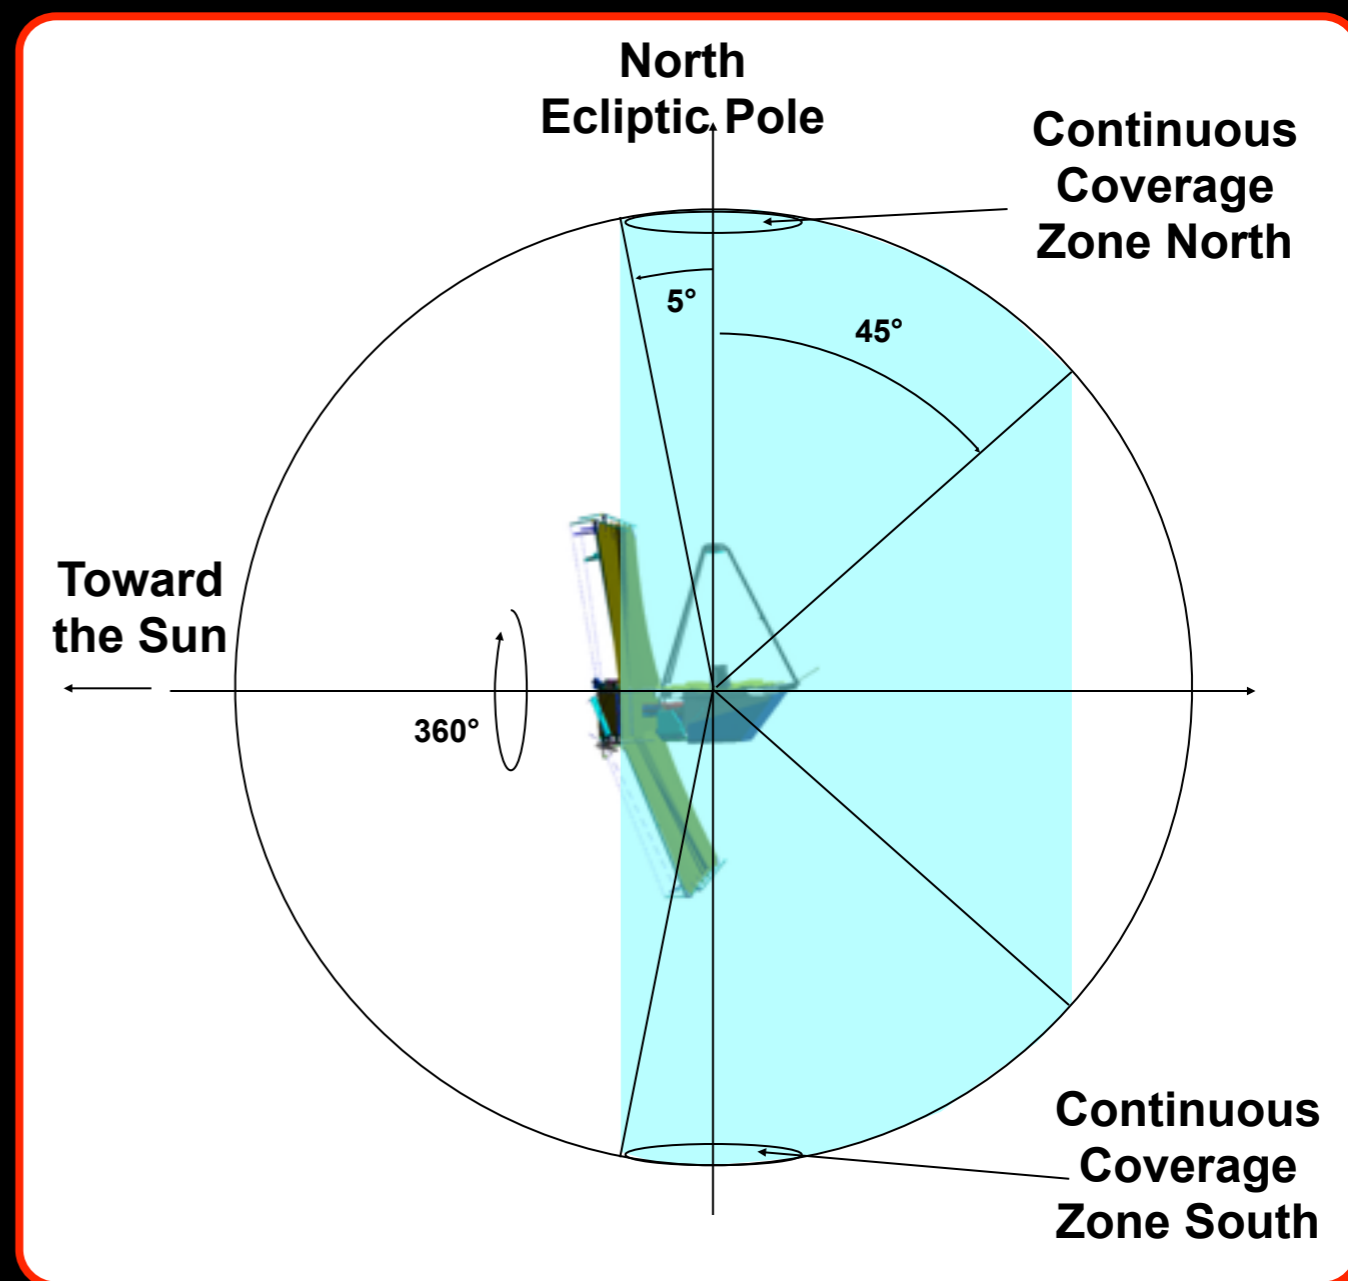 North
Ecliptic Pole
Continuous
Coverage
Zone North
5°
45°
Toward
the Sun
360°
Continuous
Coverage
Zone South